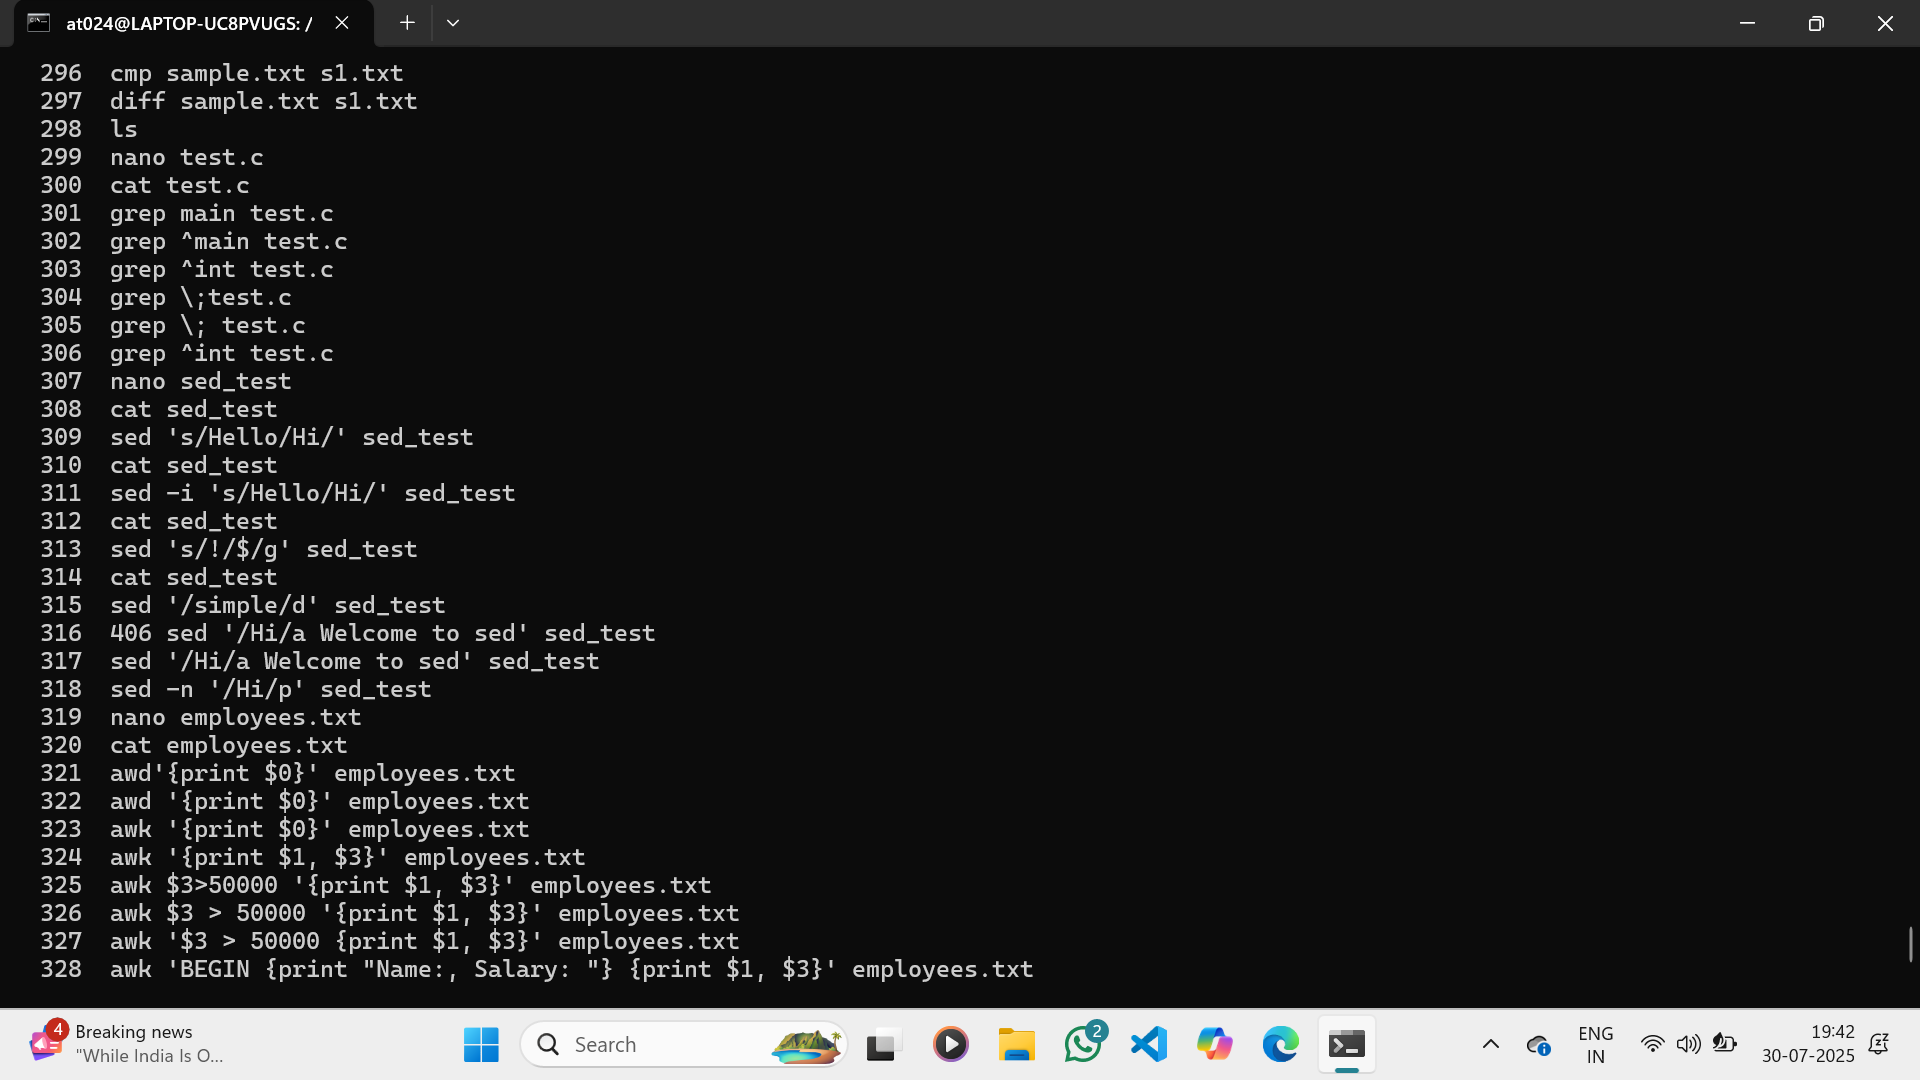 at024@LAPTOP-UC8PVUGS: /
296 cmp sample.txt s1.txt
297 diff sample.txt s1.txt
298 ls
299 nano test.c
300 cat test.c
301 grep main test.c
302 grep ^main test.c
303 grep ^int test.c
304 grep \;test.c
305 grep \; test.c
306 grep ^int test.c
307 nano sed_test
308 cat sed_test
309 sed 's/Hello/Hi/' sed_test
310 cat sed_test
311 sed -i 's/Hello/Hi/' sed_test
312 cat sed_test
313 sed 's/!/$/g' sed_test
314 cat sed_test
315 sed '/simple/d' sed_test
316 406 sed '/Hi/a Welcome to sed' sed_test
317 sed '/Hi/a Welcome to sed' sed_test
318 sed -n '/Hi/p' sed_test
319 nano employees.txt
320 cat employees.txt
321 awd'{print $0}' employees.txt
322 awd '{print $0}' employees.txt
323 awk '{print $0}' employees.txt
324 awk '{print $1, $3}' employees.txt
325 awk $3>50000 '{print $1, $3}' employees.txt
326 awk $3 > 50000 '{print $1, $3}' employees.txt
327 awk '$3 > 50000 {print $1, $3}' employees.txt
328 awk 'BEGIN {print "Name:, Salary: "} {print $1, $3}' employees.txt
4
Breaking news
"While India Is O...
Search
2
ENG
IN
19:42
30-07-2025